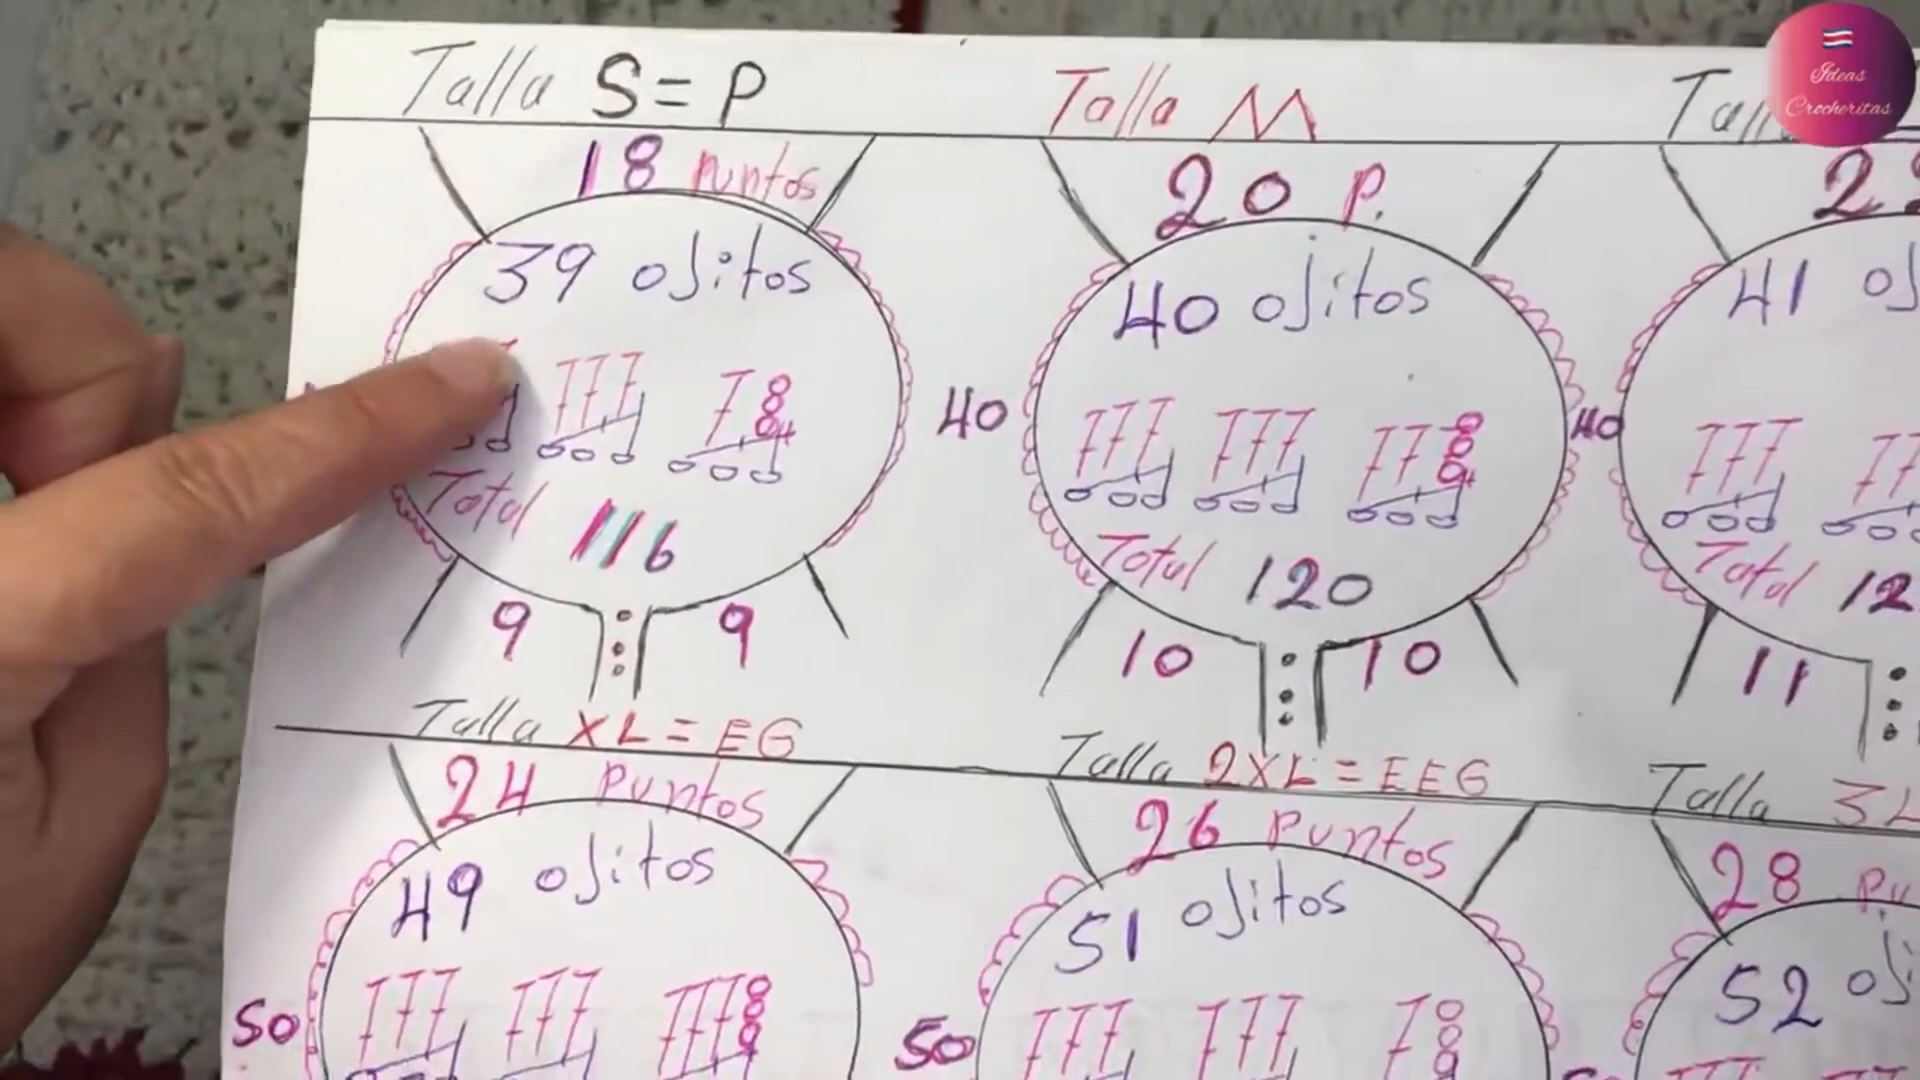 Ideas
Crocheritas
Talla S=P
18 puntos
39 ojitos
Total 116
9
9
Talla M
20 P.
40 ojitos
40
40
Total 120
10
10
41
Total
11
Talla XL = EG
24 puntos
49 ojitos
50
Talla 2XL = EEG
26 puntos
51 ojitos
50
Talla
28
52